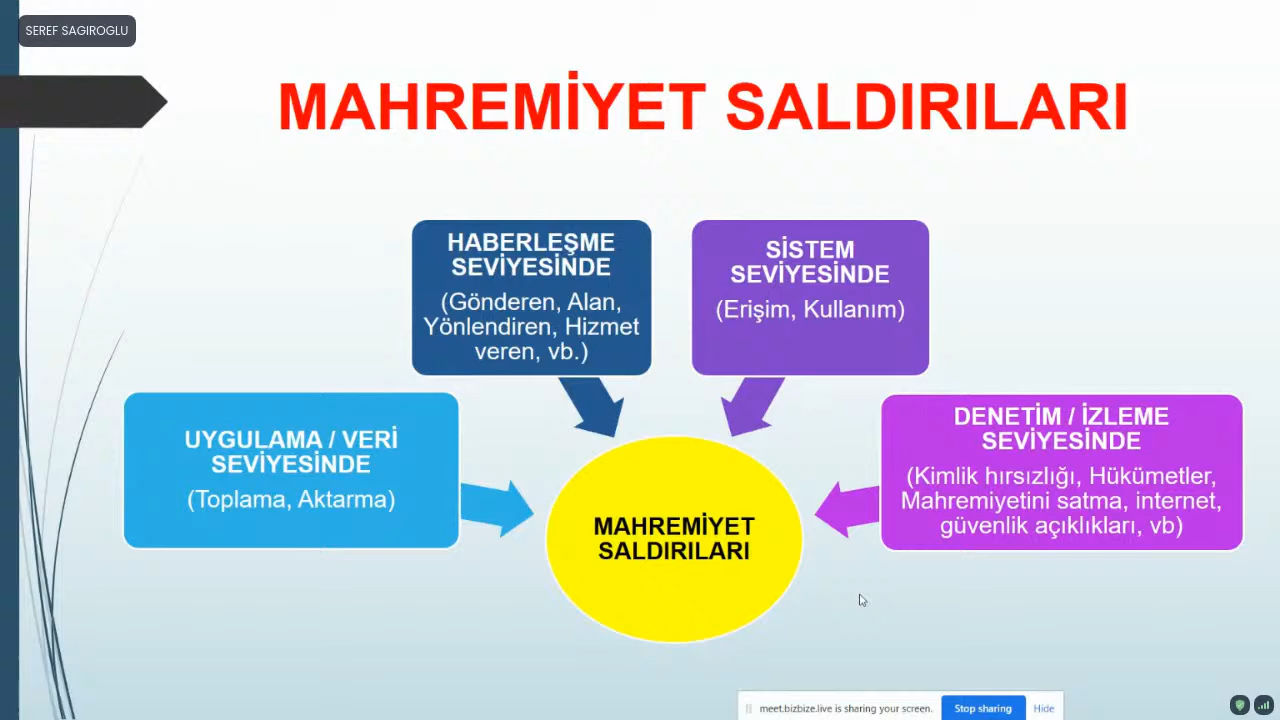 SEREF SAGIROGLU
MAHREMİYET SALDIRILARI
HABERLEŞME
SEVİYESİNDE
(Gönderen, Alan,
Yönlendiren, Hizmet
veren, vb.)
SİSTEM
SEVİYESİNDE
(Erişim, Kullanım)
UYGULAMA / VERİ
SEVİYESİNDE
(Toplama, Aktarma)
DENETİM / İZLEME
SEVİYESİNDE
(Kimlik hırsızlığı, Hükümetler,
Mahremiyetini satma, internet,
güvenlik açıklıkları, vb)
MAHREMİYET
SALDIRILARI
meet.bizbize.live is sharing your screen.
Stop sharing
Hide